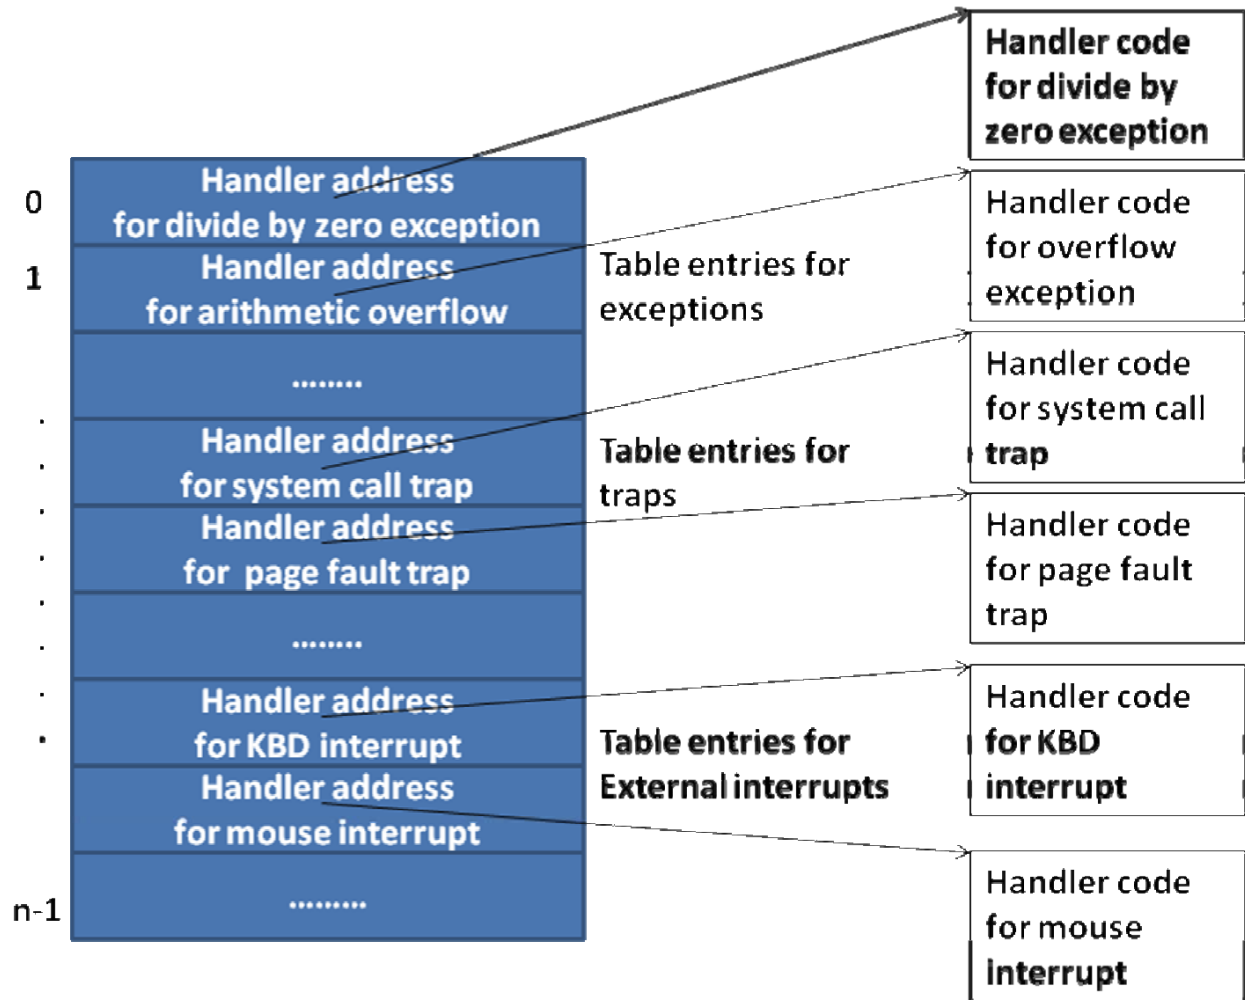 0
1
n-1
Handler address
for divide by zero exception
Handler address
for arithmetic overflow
........
Handler address
for system call trap
Handler address
for page fault trap
........
Handler address
for KBD interrupt
Handler address
for mouse interrupt
.........
Table entries for
exceptions
Table entries for
traps
Table entries for
External interrupts
Handler code
for divide by
zero exception
Handler code
for overflow
exception
Handler code
for system call
trap
Handler code
for page fault
trap
Handler code
for KBD
interrupt
Handler code
for mouse
interrupt